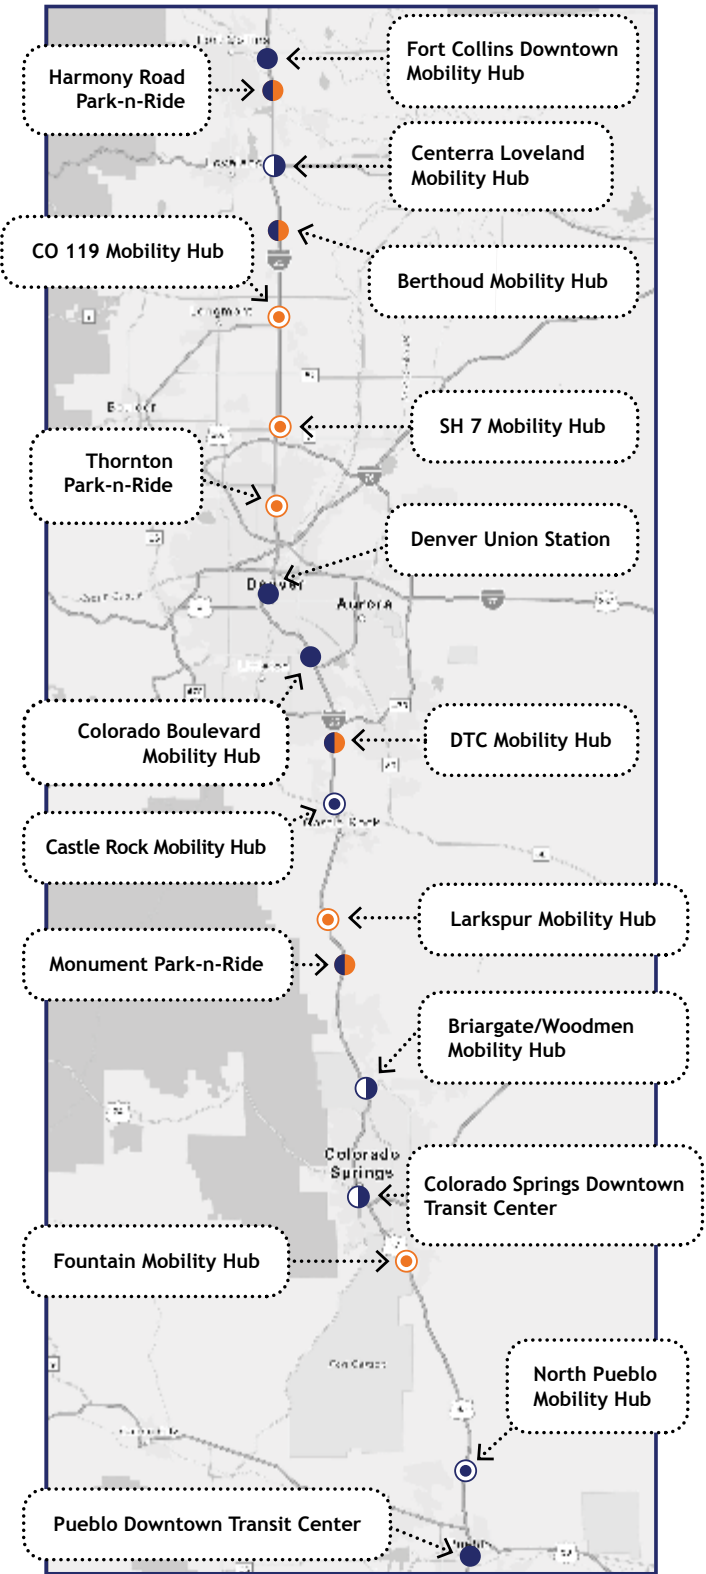 Fort Collins Downtown
Mobility Hub
Harmony Road
Park-n-Ride
Centerra Loveland
Mobility Hub
CO 119 Mobility Hub
Berthoud Mobility Hub
Longmont
SH 7 Mobility Hub
Thornton
Park-n-Ride
Denver Union Station
Denver
Aurora
Colorado Boulevard
Mobility Hub
DTC Mobility Hub
Castle Rock Mobility Hub
Castle Rock
Larkspur Mobility Hub
Monument Park-n-Ride
Briargate/Woodmen
Mobility Hub
Colorado
Springs
Colorado Springs Downtown
Transit Center
Fountain Mobility Hub
North Pueblo
Mobility Hub
Pueblo Downtown Transit Center